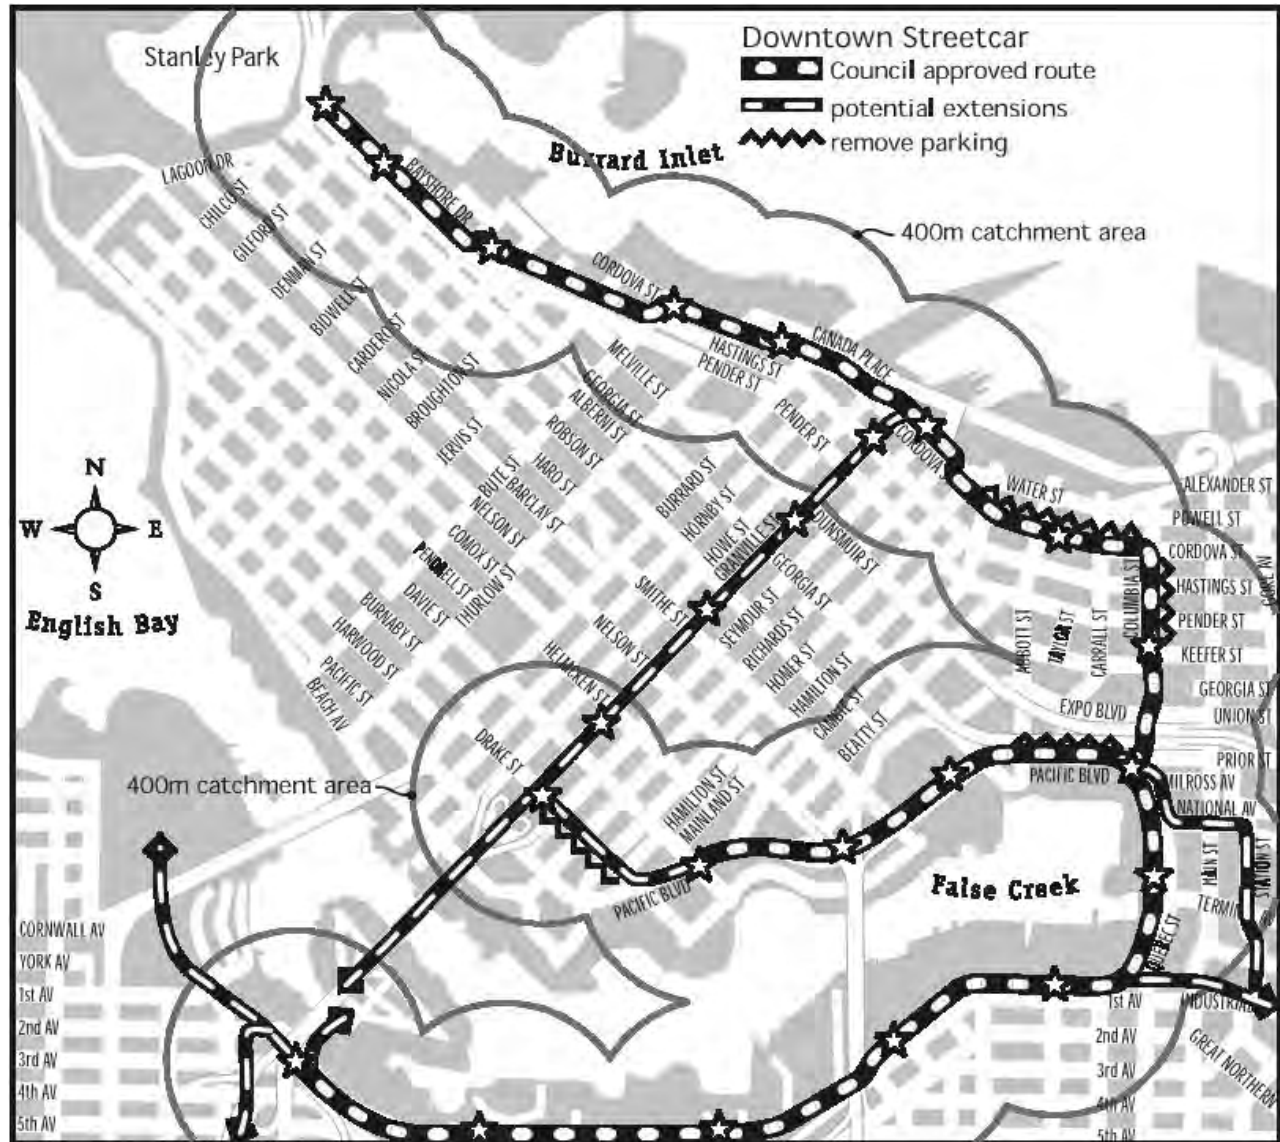 Downtown Streetcar
Council approved route
potential extensions
remove parking
Stanley Park
Burrard Inlet
400m catchment area
LAGOON DR
CHILCO ST
GILFORD ST
DENMAN ST
BIDWELL ST
CARDERO ST
NICOLA ST
BROUGHTON ST
JERVIS ST
BUTE ST
THURLOW ST
BAYSHORE DR
CORDOVA ST
CANADA PLACE
HASTINGS ST
PENDER ST
MELVILLE ST
GEORGIA ST
ALBERNI ST
ROBSON ST
HARO ST
BARCLAY ST
NELSON ST
COMOX ST
PENDRELL ST
DAVIE ST
BURNABY ST
HARWOOD ST
PACIFIC ST
BEACH AV
PENDER ST
BURRARD ST
HORNBY ST
HOWE ST
GRANVILLE ST
DUNSMUIR ST
GEORGIA ST
SMITHE ST
NELSON ST
HELMCKEN ST
DRAKE ST
SEYMOUR ST
RICHARDS ST
HOMER ST
HAMILTON ST
CAMBIE ST
BEATTY ST
HAMILTON ST
MAINLAND ST
PACIFIC BLVD
CORDOVA
WATER ST
ALEXANDER ST
POWELL ST
CORDOVA ST
HASTINGS ST
PENDER ST
KEEFER ST
GEORGIA ST
UNION ST
PRIOR ST
GORE AV
ABBOTT ST
TAYLOR ST
CARRALL ST
COLUMBIA ST
EXPO BLVD
PACIFIC BLVD
MILROSS AV
NATIONAL AV
MAIN ST
STATION ST
QUEBEC ST
INDUSTRIAL
GREAT NORTHERN
False Creek
N
W E
S
English Bay
400m catchment area
CORNWALL AV
YORK AV
1st AV
2nd AV
3rd AV
4th AV
5th AV
1st AV
2nd AV
3rd AV
4th AV
5th AV